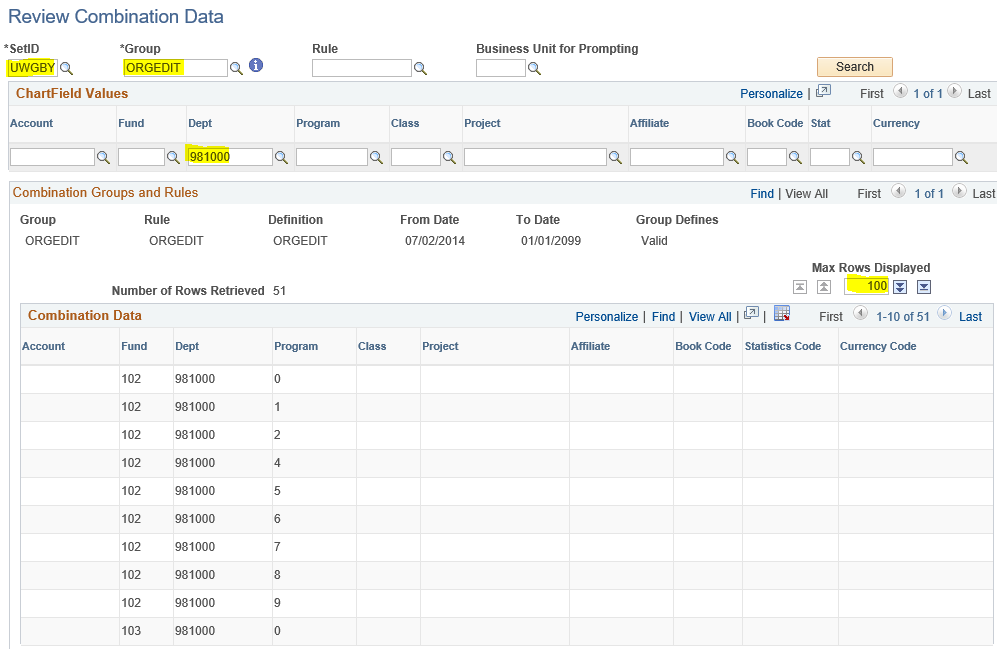 Review Combination Data
*SetID *Group Rule Business Unit for Prompting
UWGBY ORGEDIT Search
ChartField Values Personalize | First 1 of 1 Last
Account Fund Dept Program Class Project Affiliate Book Code Stat Currency
981000
Combination Groups and Rules Find | View All First 1 of 1 Last
Group Rule Definition From Date To Date Group Defines
ORGEDIT ORGEDIT ORGEDIT 07/02/2014 01/01/2099 Valid
Max Rows Displayed
Number of Rows Retrieved 51 100
Combination Data Personalize | Find | View All | | First 1-10 of 51 Last
Account Fund Dept Program Class Project Affiliate Book Code Statistics Code Currency Code
102 981000 0
102 981000 1
102 981000 2
102 981000 4
102 981000 5
102 981000 6
102 981000 7
102 981000 8
102 981000 9
103 981000 0